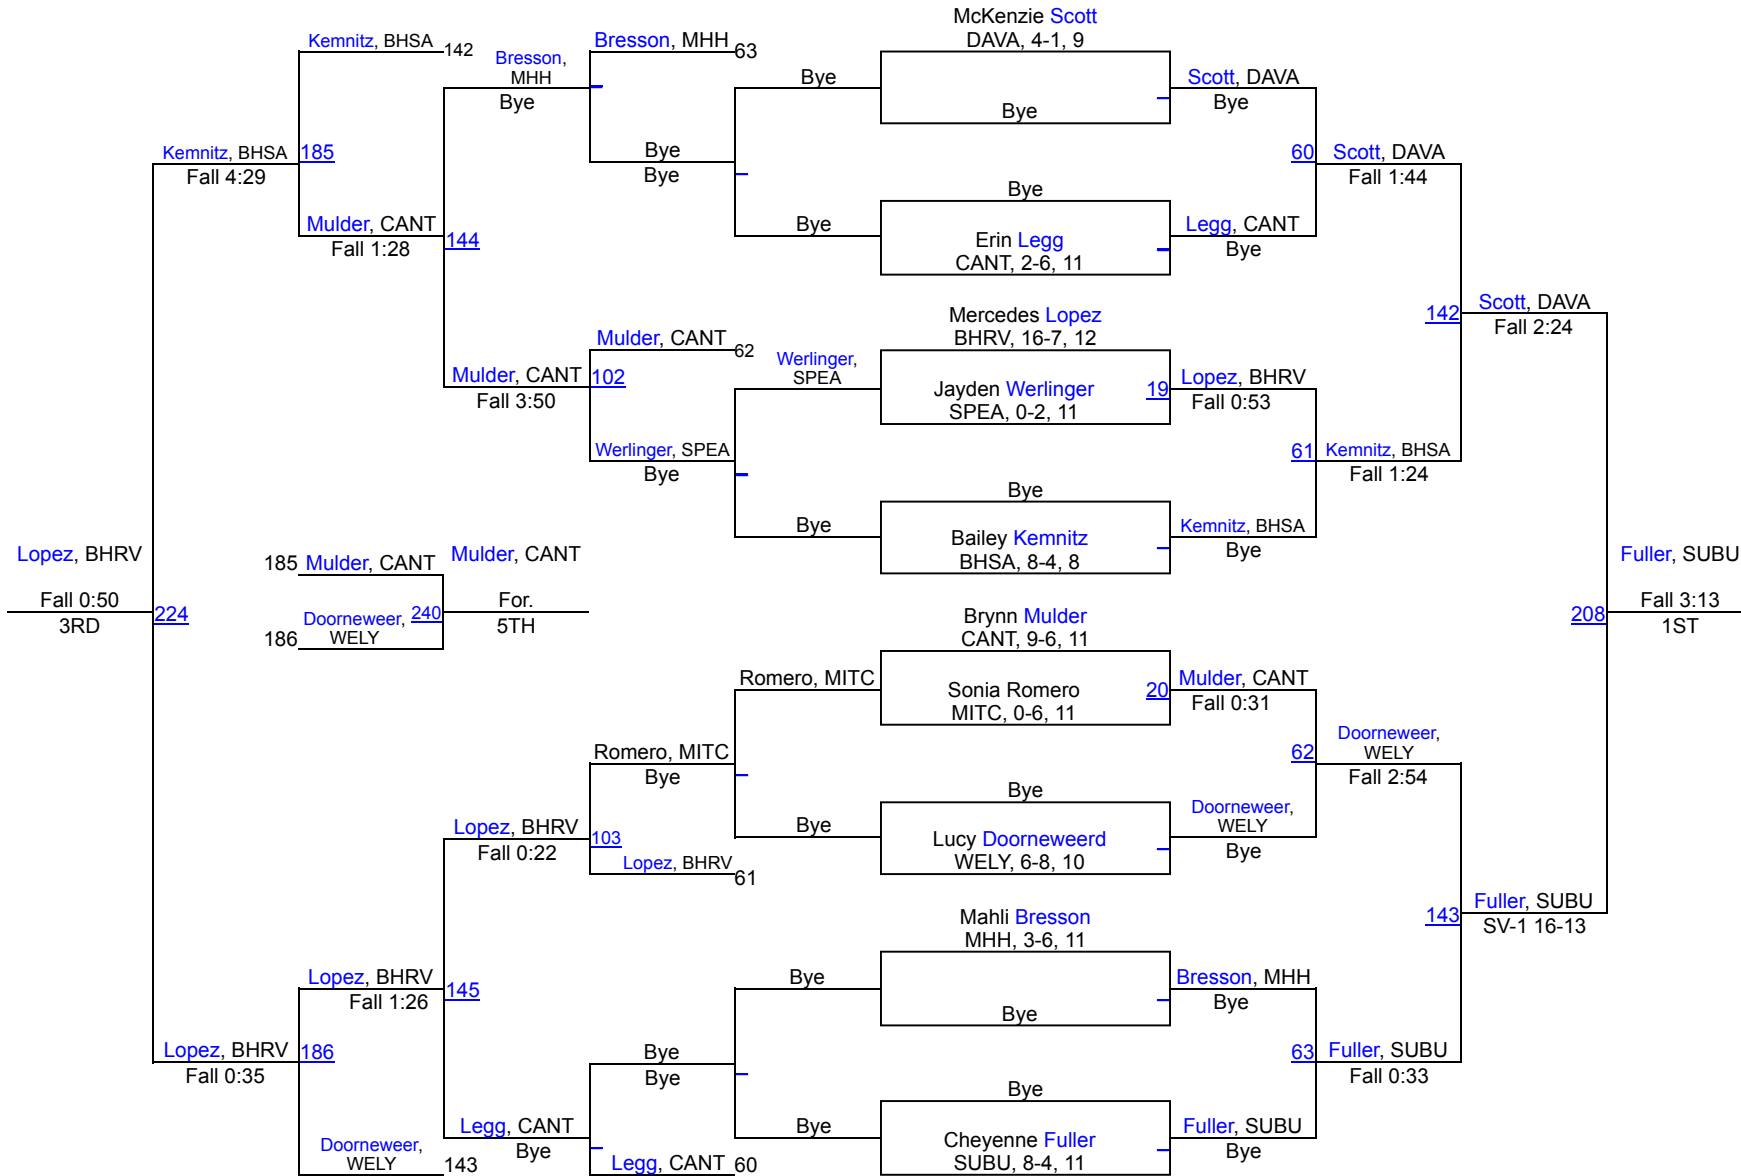 McKenzie Scott
DAVA, 4-1, 9
Bye
Scott, DAVA
Bye
Bye
Bye
Erin Legg
CANT, 2-6, 11
Legg, CANT
Bye
Bye
60
Scott, DAVA
Fall 1:44
Mercedes Lopez
BHRV, 16-7, 12
Jayden Werlinger
SPEA, 0-2, 11
19
Lopez, BHRV
Fall 0:53
Bye
Bailey Kemnitz
BHSA, 8-4, 8
Kemnitz, BHSA
Bye
61
Kemnitz, BHSA
Fall 1:24
142
Scott, DAVA
Fall 2:24
Brynn Mulder
CANT, 9-6, 11
Sonia Romero
MITC, 0-6, 11
20
Mulder, CANT
Fall 0:31
Bye
Lucy Doorneweerd
WELY, 6-8, 10
Doorneweer,
WELY
Bye
62
Doorneweer,
WELY
Fall 2:54
Mahli Bresson
MHH, 3-6, 11
Bye
Bresson, MHH
Bye
Bye
Cheyenne Fuller
SUBU, 8-4, 11
Fuller, SUBU
Bye
63
Fuller, SUBU
Fall 0:33
143
Fuller, SUBU
SV-1 16-13
208
Fuller, SUBU
Fall 3:13
1ST
Bresson, MHH
63
Bye
Bye
Bresson,
MHH
Bye
Mulder, CANT
62
Werlinger,
SPEA
Bye
Werlinger, SPEA
Bye
102
Mulder, CANT
Fall 3:50
144
Mulder, CANT
Fall 1:28
Kemnitz, BHSA
142
185
Kemnitz, BHSA
Fall 4:29
Romero, MITC
Bye
Romero, MITC
Bye
Lopez, BHRV
61
103
Lopez, BHRV
Fall 0:22
Bye
Bye
Bye
Bye
Legg, CANT
60
Legg, CANT
Bye
145
Lopez, BHRV
Fall 1:26
Doorneweer,
WELY
143
186
Lopez, BHRV
Fall 0:35
224
Lopez, BHRV
Fall 0:50
3RD
185
Mulder, CANT
186
Doorneweer,
WELY
240
Mulder, CANT
For.
5TH